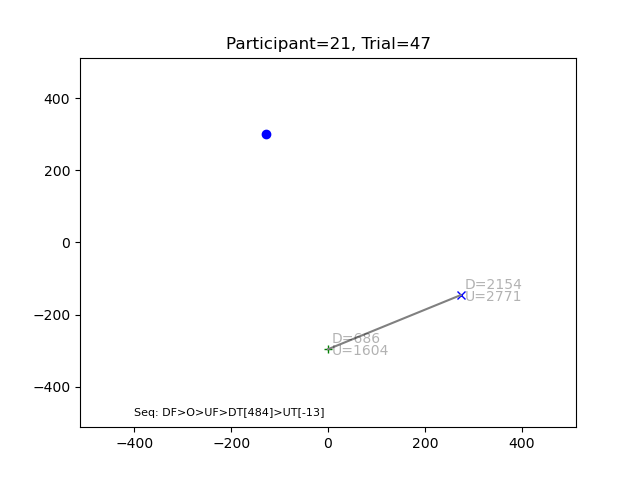 Participant=21, Trial=47
400
200
0
−200
−400
D=2154
U=2771
D=686
U=1604
Seq: DF>O>UF>DT[484]>UT[-13]
−400
−200
0
200
400